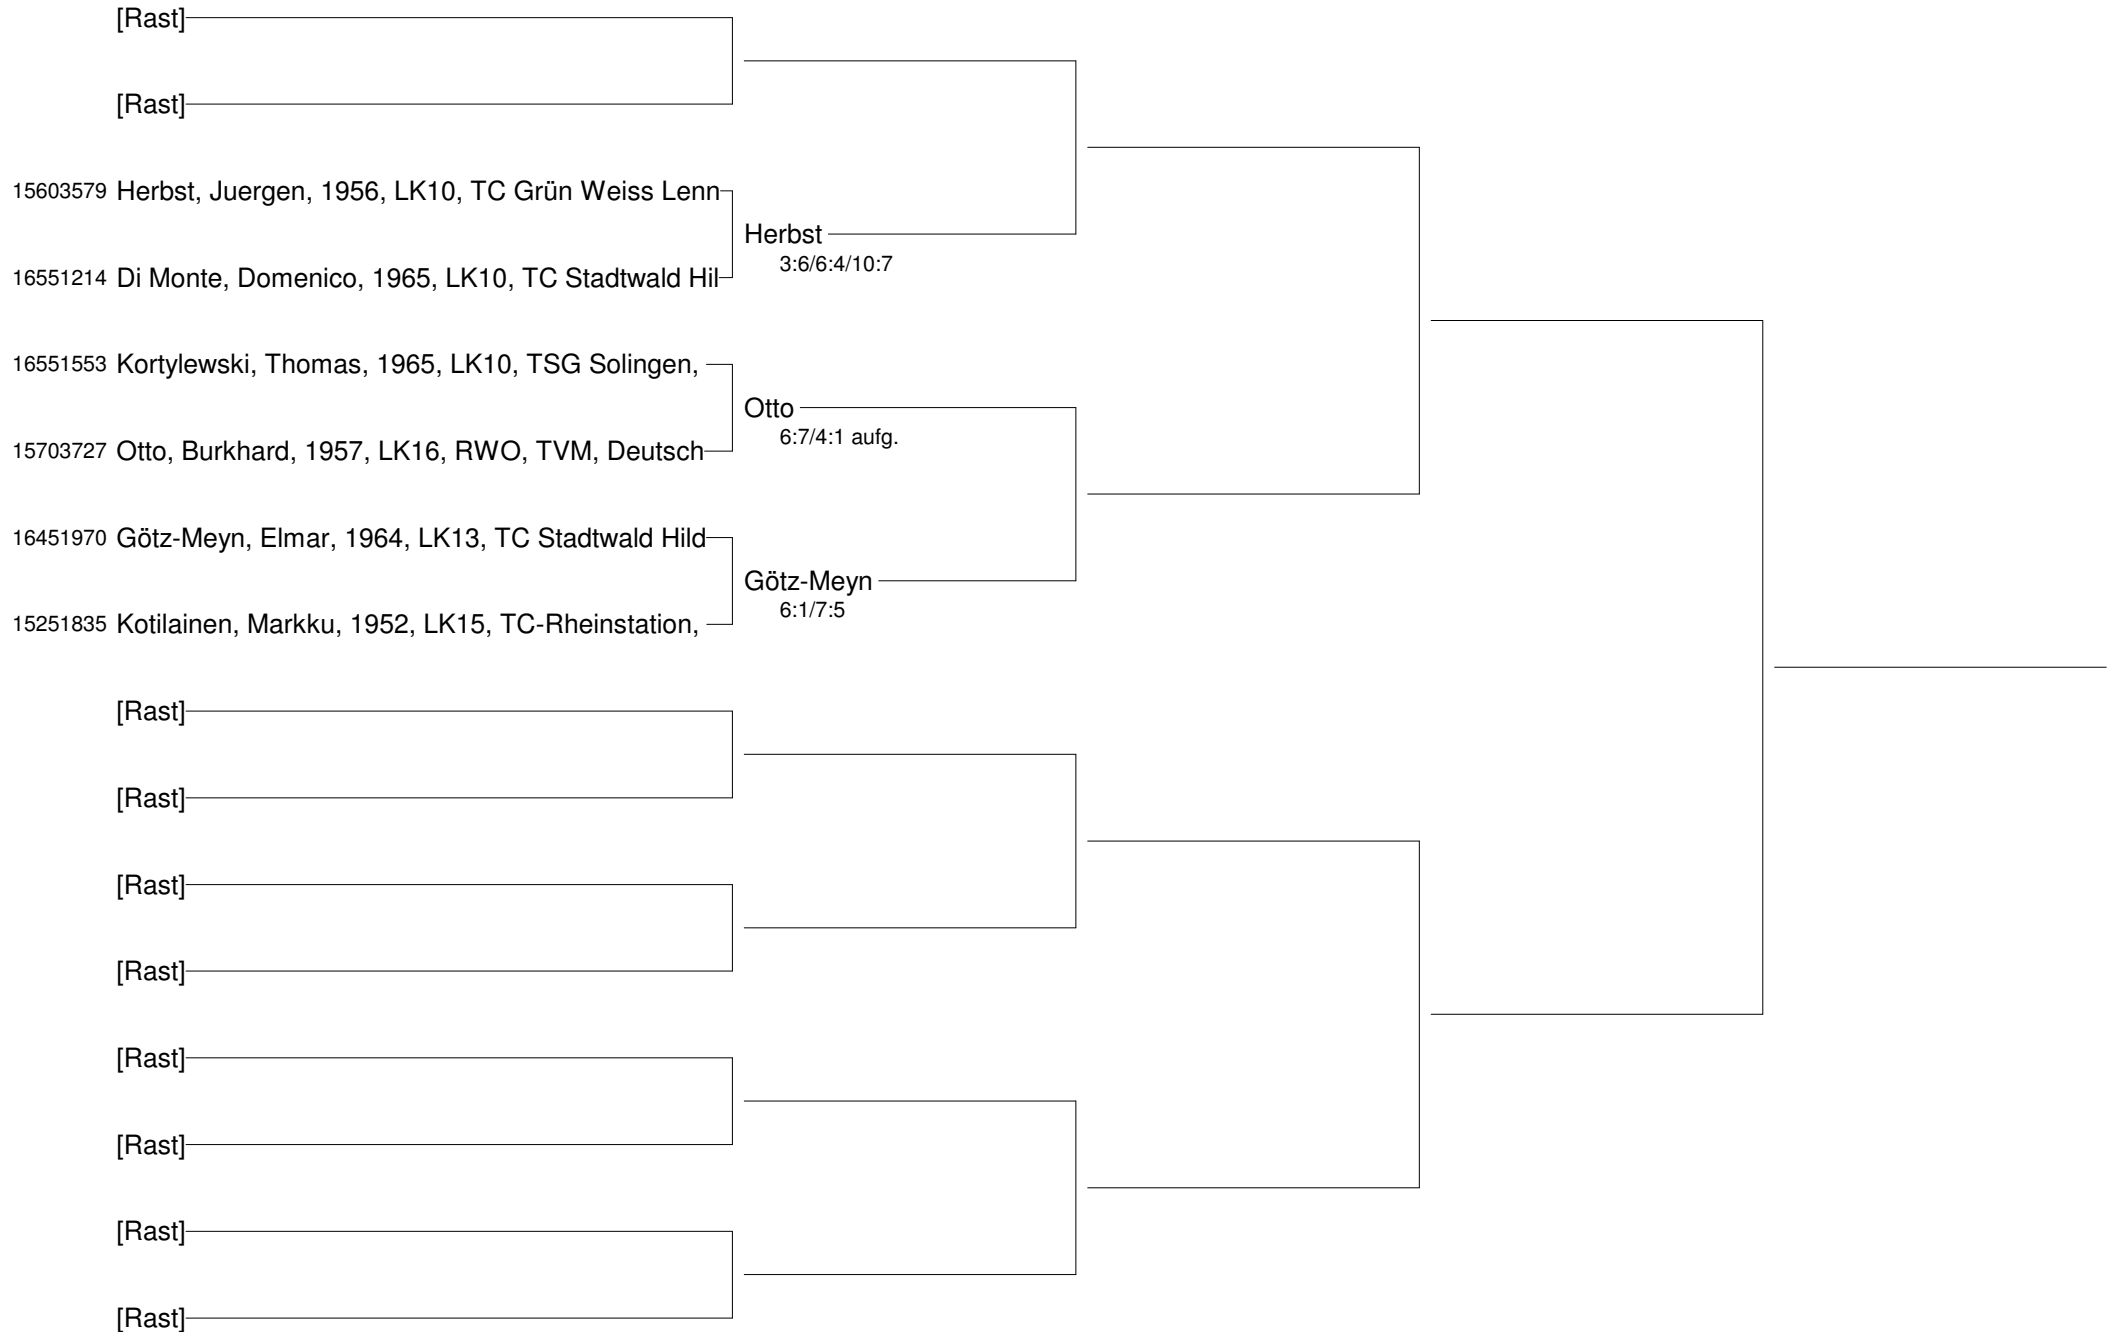 [Rast]
[Rast]
15603579 Herbst, Juergen, 1956, LK10, TC Grün Weiss Lenn
Herbst
3:6/6:4/10:7
16551214 Di Monte, Domenico, 1965, LK10, TC Stadtwald Hil
16551553 Kortylewski, Thomas, 1965, LK10, TSG Solingen,
Otto
6:7/4:1 aufg.
15703727 Otto, Burkhard, 1957, LK16, RWO, TVM, Deutsch
16451970 Götz-Meyn, Elmar, 1964, LK13, TC Stadtwald Hild
Götz-Meyn
6:1/7:5
15251835 Kotilainen, Markku, 1952, LK15, TC-Rheinstation,
[Rast]
[Rast]
[Rast]
[Rast]
[Rast]
[Rast]
[Rast]
[Rast]